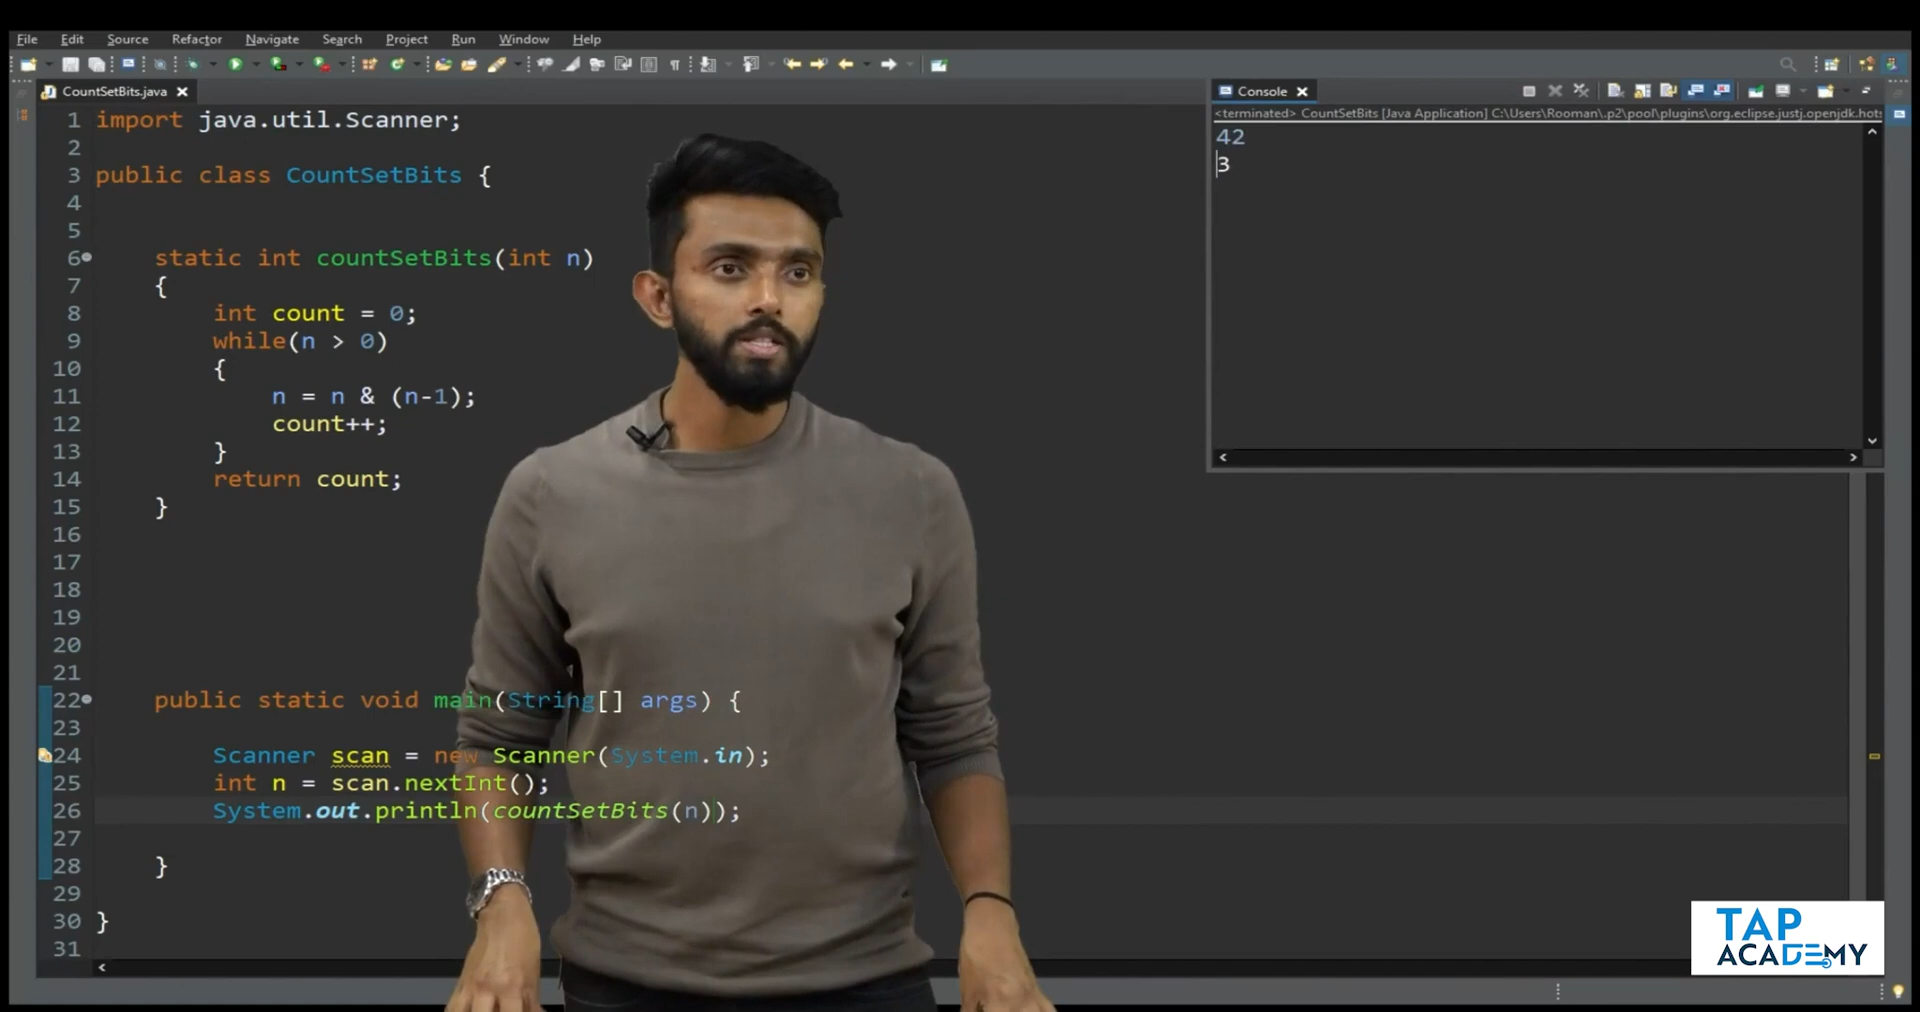 File Edit Source Refactor Navigate Search Project Run Window Help
CountSetBits.java
1 import java.util.Scanner;
2
3 public class CountSetBits {
4
5
6 static int countSetBits(int n)
7 {
8 int count = 0;
9 while(n > 0)
10 {
11 n = n & (n-1);
12 count++;
13 }
14 return count;
15 }
16
17
18
19
20
21
22 public static void main(String[] args) {
23
24 Scanner scan = new Scanner(System.in);
25 int n = scan.nextInt();
26 System.out.println(countSetBits(n));
27
28 }
29
30 }
31
Console
<terminated> CountSetBits [Java Application] C:\Users\Rooman\.p2\pool\plugins\org.eclipse.justj.openjdk.hots
42
3
TAP
ACADEMY